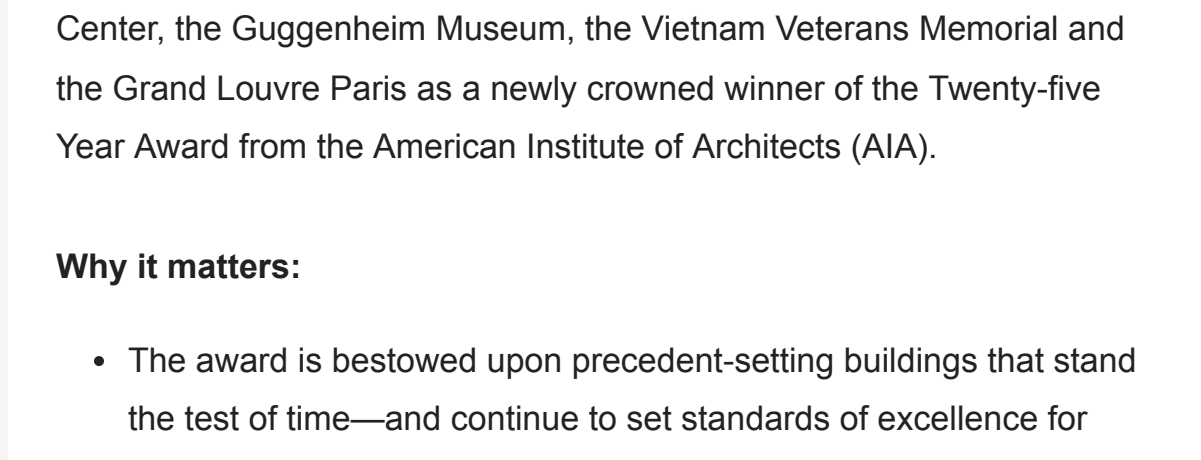 Center, the Guggenheim Museum, the Vietnam Veterans Memorial and
the Grand Louvre Paris as a newly crowned winner of the Twenty-five
Year Award from the American Institute of Architects (AIA).
Why it matters:
• The award is bestowed upon precedent-setting buildings that stand
the test of time—and continue to set standards of excellence for